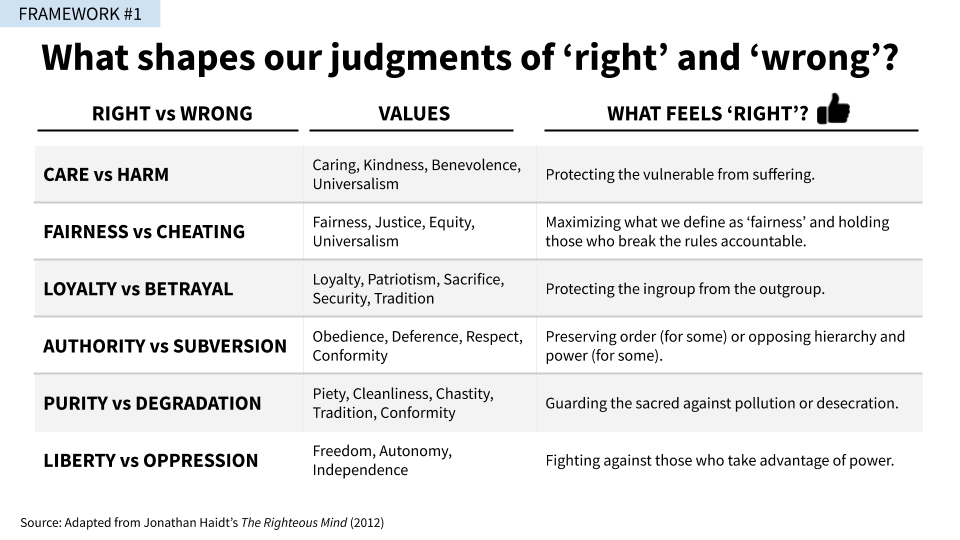 FRAMEWORK #1
What shapes our judgments of ‘right’ and ‘wrong’?
RIGHT vs WRONG
VALUES
WHAT FEELS ‘RIGHT’?
CARE vs HARM
Caring, Kindness, Benevolence,
Universalism
Protecting the vulnerable from suffering.
FAIRNESS vs CHEATING
Fairness, Justice, Equity,
Universalism
Maximizing what we define as ‘fairness’ and holding
those who break the rules accountable.
LOYALTY vs BETRAYAL
Loyalty, Patriotism, Sacrifice,
Security, Tradition
Protecting the ingroup from the outgroup.
AUTHORITY vs SUBVERSION
Obedience, Deference, Respect,
Conformity
Preserving order (for some) or opposing hierarchy and
power (for some).
PURITY vs DEGRADATION
Piety, Cleanliness, Chastity,
Tradition, Conformity
Guarding the sacred against pollution or desecration.
LIBERTY vs OPPRESSION
Freedom, Autonomy,
Independence
Fighting against those who take advantage of power.
Source: Adapted from Jonathan Haidt’s The Righteous Mind (2012)